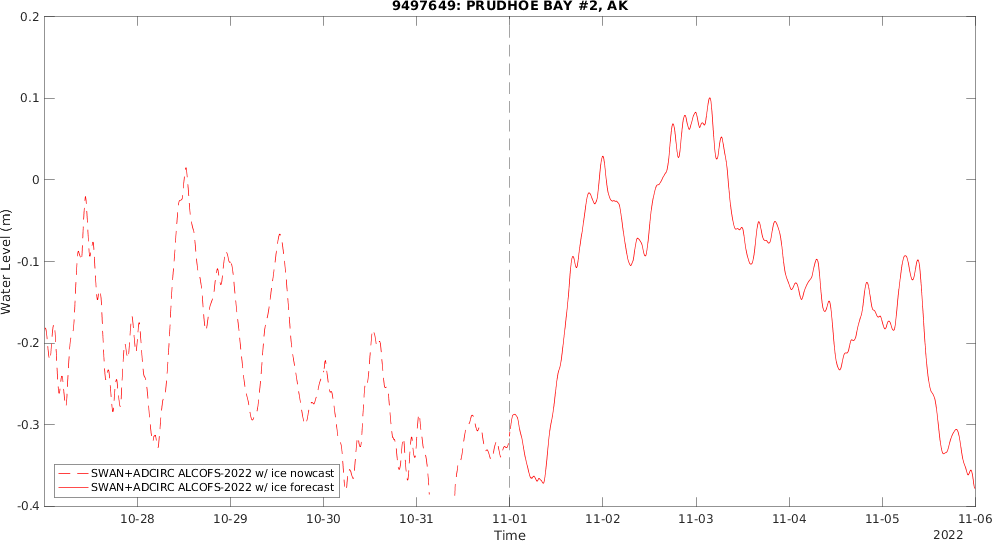 9497649: PRUDHOE BAY #2, AK
0.2
0.1
0
-0.1
-0.2
-0.3
-0.4
Water Level (m)
SWAN+ADCIRC ALCOFS-2022 w/ ice nowcast
SWAN+ADCIRC ALCOFS-2022 w/ ice forecast
10-28 10-29 10-30 10-31 11-01 11-02 11-03 11-04 11-05 11-06
Time
2022